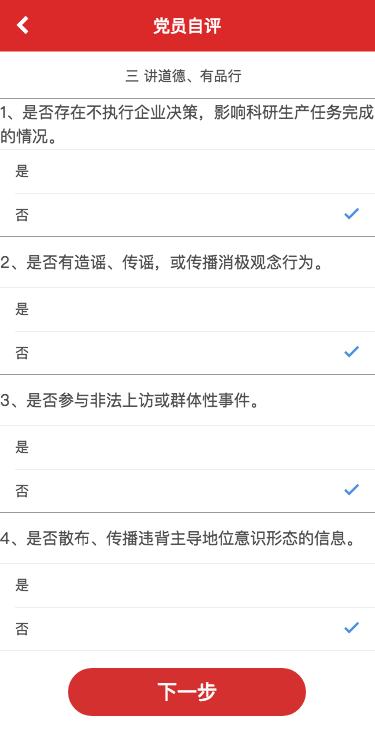 党员自评
三 讲道德、有品行
1、是否存在不执行企业决策，影响科研生产任务完成
的情况。
是
否
2、是否有造谣、传谣，或传播消极观念行为。
是
否
3、是否参与非法上访或群体性事件。
是
否
4、是否散布、传播违背主导地位意识形态的信息。
是
否
下一步